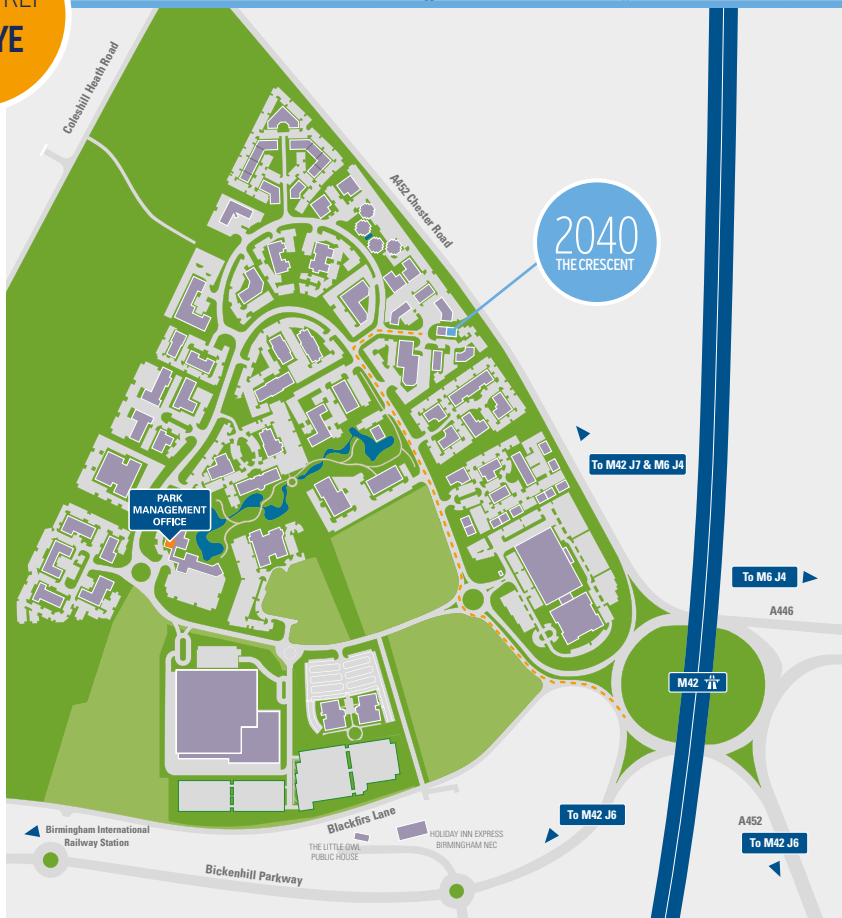 YE
Coleshill Heath Road
A452 Chester Road
2040
THE CRESCENT
To M42 J7 & M6 J4
PARK
MANAGEMENT
OFFICE
To M6 J4
A446
M42
To M42 J6
A452
To M42 J6
Blackfirs Lane
Birmingham International
Railway Station
THE LITTLE OWL
PUBLIC HOUSE
HOLIDAY INN EXPRESS
BIRMINGHAM NEC
Bickenhill Parkway